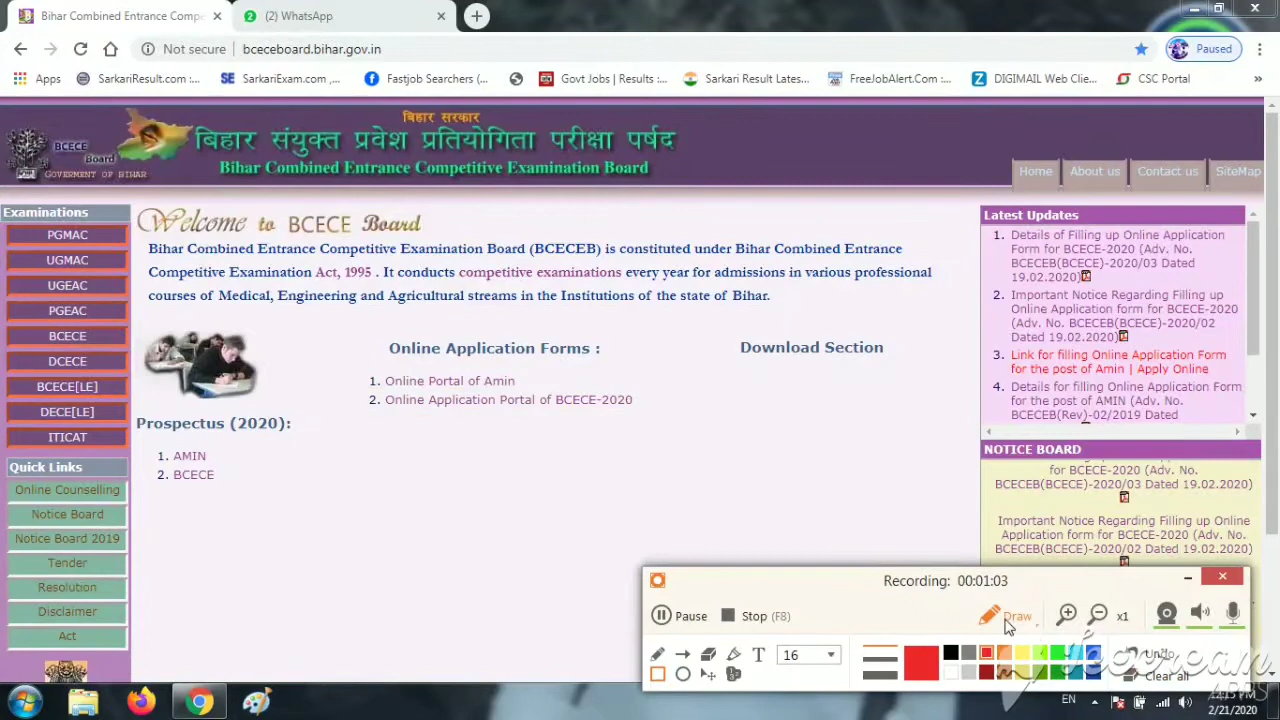 Bihar Combined Entrance Compe
(2) WhatsApp
Not secure
bceceboard.bihar.gov.in
Paused
Apps
SarkariResult.com :...
SarkariExam.com ,...
Fastjob Searchers (...
Govt Jobs | Results :...
Sarkari Result Lates...
FreeJobAlert.Com :...
DIGIMAIL Web Clie...
CSC Portal
»
बिहार सरकार
बिहार संयुक्त प्रवेश प्रतियोगिता परीक्षा पर्षद
Bihar Combined Entrance Competitive Examination Board
BCECE
Board
GOVERMENT OF BIHAR
Home
About us
Contact us
SiteMap
Examinations
PGMAC
UGMAC
UGEAC
PGEAC
BCECE
DCECE
BCECE[LE]
DECE[LE]
ITICAT
Quick Links
Online Counselling
Notice Board
Notice Board 2019
Tender
Resolution
Disclaimer
Act
Welcome to BCECE Board
Bihar Combined Entrance Competitive Examination Board (BCECEB) is constituted under Bihar Combined Entrance
Competitive Examination Act, 1995 . It conducts competitive examinations every year for admissions in various professional
courses of Medical, Engineering and Agricultural streams in the Institutions of the state of Bihar.
Online Application Forms :
1. Online Portal of Amin
2. Online Application Portal of BCECE-2020
Download Section
Prospectus (2020):
1. AMIN
2. BCECE
Latest Updates
1. Details of Filling up Online Application
Form for BCECE-2020 (Adv. No.
BCECEB(BCECE)-2020/03 Dated
19.02.2020)
2. Important Notice Regarding Filling up
Online Application form for BCECE-2020
(Adv. No. BCECEB(BCECE)-2020/02
Dated 19.02.2020)
3. Link for filling Online Application Form
for the post of Amin | Apply Online
4. Details for filling Online Application Form
for the post of AMIN (Adv. No.
BCECEB(Rev)-02/2019 Dated
NOTICE BOARD
for BCECE-2020 (Adv. No.
BCECEB(BCECE)-2020/03 Dated 19.02.2020)
Important Notice Regarding Filling up Online
Application form for BCECE-2020 (Adv. No.
BCECEB(BCECE)-2020/02 Dated 19.02.2020)
Recording: 00:01:03
Pause
Stop (F8)
Draw
x1
T
16
Undo
Clear all
Icecream
APPS
EN
2/21/2020